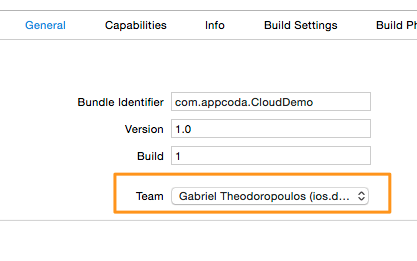 General Capabilities Info Build Settings Build Ph
Bundle Identifier com.appcoda.CloudDemo
Version 1.0
Build 1
Team Gabriel Theodoropoulos (ios.d...